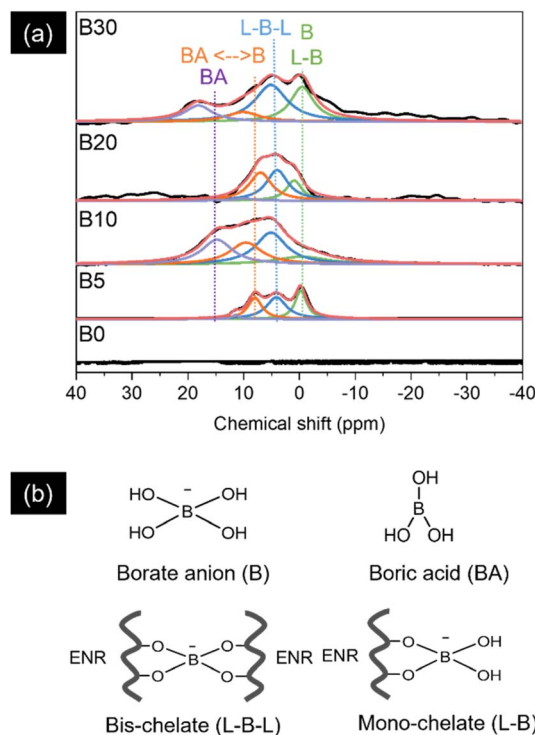 (a)
B30
L-B-L
B
BA <-->B
L-B
BA
B20
B10
B5
B0
40 30 20 10 0 -10 -20 -30 -40
Chemical shift (ppm)
(b)
HO − OH
B
HO OH
Borate anion (B)
OH
B
HO OH
Boric acid (BA)
ENR O − O ENR
B
O O
Bis-chelate (L-B-L)
ENR O − OH
B
O OH
Mono-chelate (L-B)